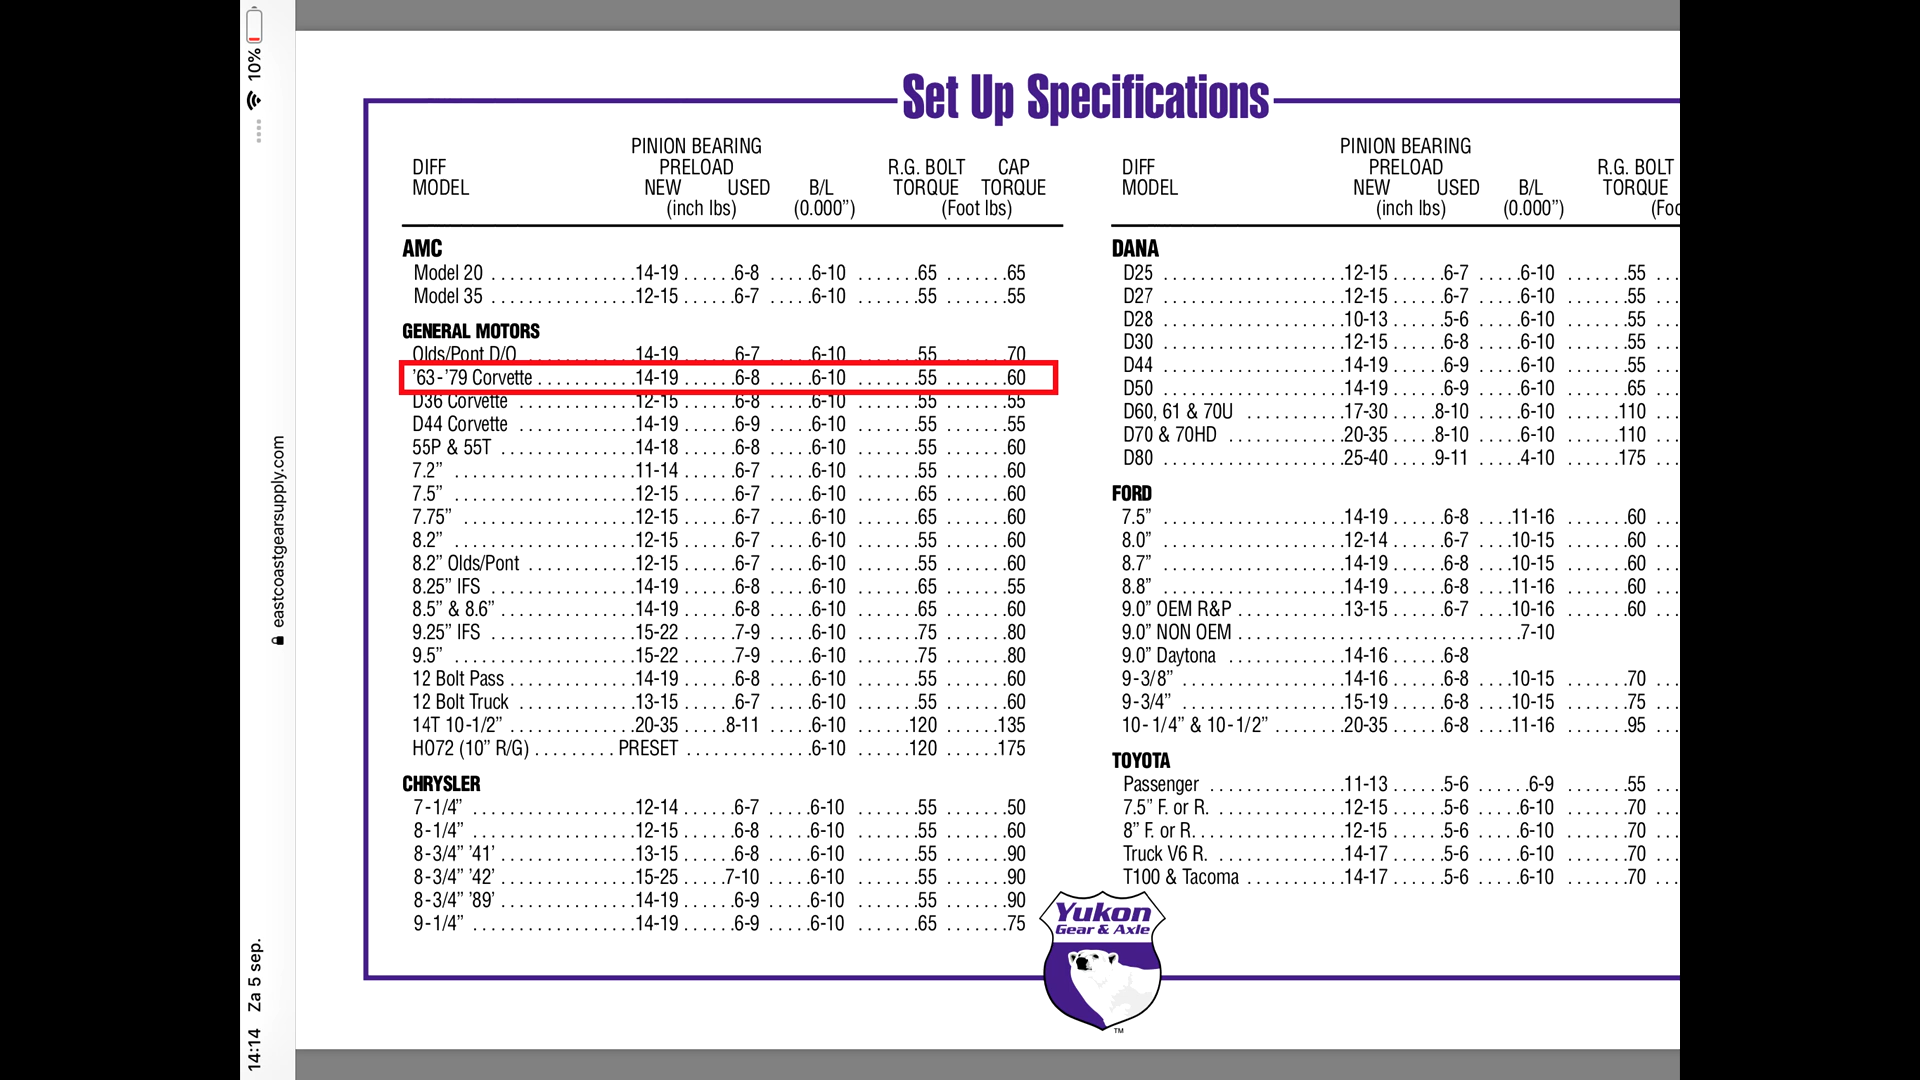 Set Up Specifications
PINION BEARING
DIFF PRELOAD R.G. BOLT CAP
MODEL NEW USED B/L TORQUE TORQUE
(inch lbs) (0.000”) (Foot lbs)
AMC
Model 20 ................14-19......6-8 .....6-10 .......65 .......65
Model 35 ................12-15......6-7 .....6-10 .......55 .......55
GENERAL MOTORS
Olds/Pont D/O ............14-19......6-7 .....6-10 .......55 .......70
’63-’79 Corvette...........14-19......6-8 .....6-10 .......55 .......60
D36 Corvette .............12-15......6-8 .....6-10 .......55 .......55
D44 Corvette .............14-19......6-9 .....6-10 .......55 .......55
55P & 55T ...............14-18......6-8 .....6-10 .......55 .......60
7.2” ....................11-14......6-7 .....6-10 .......55 .......60
7.5” ....................12-15......6-7 .....6-10 .......65 .......60
7.75” ...................12-15......6-7 .....6-10 .......65 .......60
8.2” ....................12-15......6-7 .....6-10 .......55 .......60
8.2” Olds/Pont ............12-15......6-7 .....6-10 .......55 .......60
8.25” IFS ................14-19......6-8 .....6-10 .......65 .......55
8.5” & 8.6”...............14-19......6-8 .....6-10 .......65 .......60
9.25” IFS ................15-22......7-9 .....6-10 .......75 .......80
9.5” ....................15-22......7-9 .....6-10 .......75 .......80
12 Bolt Pass..............14-19......6-8 .....6-10 .......55 .......60
12 Bolt Truck .............13-15......6-7 .....6-10 .......55 .......60
14T 10-1/2”...............20-35.....8-11 .....6-10 ......120 ......135
HO72 (10” R/G)......... PRESET ..............6-10 ......120 ......175
CHRYSLER
7-1/4” ..................12-14......6-7 .....6-10 .......55 .......50
8-1/4” ..................12-15......6-8 .....6-10 .......55 .......60
8-3/4” ’41’................13-15......6-8 .....6-10 .......55 .......90
8-3/4” ’42’................15-25.....7-10 .....6-10 .......55 .......90
8-3/4” ’89’................14-19......6-9 .....6-10 .......55 .......90
9-1/4” ..................14-19......6-9 .....6-10 .......65 .......75
PINION BEARING
DIFF PRELOAD R.G. BOLT
MODEL NEW USED B/L TORQUE
(inch lbs) (0.000”) (Foo
DANA
D25 ....................12-15......6-7 .....6-10 .......55 ...
D27 ....................12-15......6-7 .....6-10 .......55 ...
D28 ....................10-13......5-6 .....6-10 .......55 ...
D30 ....................12-15......6-8 .....6-10 .......55 ...
D44 ....................14-19......6-9 .....6-10 .......55 ...
D50 ....................14-19......6-9 .....6-10 .......65 ...
D60, 61 & 70U ...........17-30.....8-10 .....6-10 ......110 ...
D70 & 70HD .............20-35.....8-10 .....6-10 ......110 ...
D80 ....................25-40.....9-11 .....4-10 ......175 ...
FORD
7.5” ....................14-19......6-8 ....11-16 .......60 ...
8.0” ....................12-14......6-7 ....10-15 .......60 ...
8.7” ....................14-19......6-8 ....10-15 .......60 ...
8.8” ....................14-19......6-8 ....11-16 .......60 ...
9.0” OEM R&P ............13-15......6-7 ....10-16 .......60 ...
9.0” NON OEM...............................7-10
9.0” Daytona .............14-16......6-8
9-3/8” ..................14-16......6-8 ....10-15 .......70 ...
9-3/4” ..................15-19......6-8 ....10-15 .......75 ...
10-1/4” & 10-1/2” .........20-35......6-8 ....11-16 .......95 ...
TOYOTA
Passenger ...............11-13......5-6 ......6-9 .......55 ...
7.5” F. or R. ..............12-15......5-6 .....6-10 .......70 ...
8” F. or R.................12-15......5-6 .....6-10 .......70 ...
Truck V6 R. ..............14-17......5-6 .....6-10 .......70 ...
T100 & Tacoma ...........14-17......5-6 .....6-10 .......70 ...
Yukon
Gear & Axle
TM
14:14 Za 5 sep.
eastcoastgearsupply.com
10%